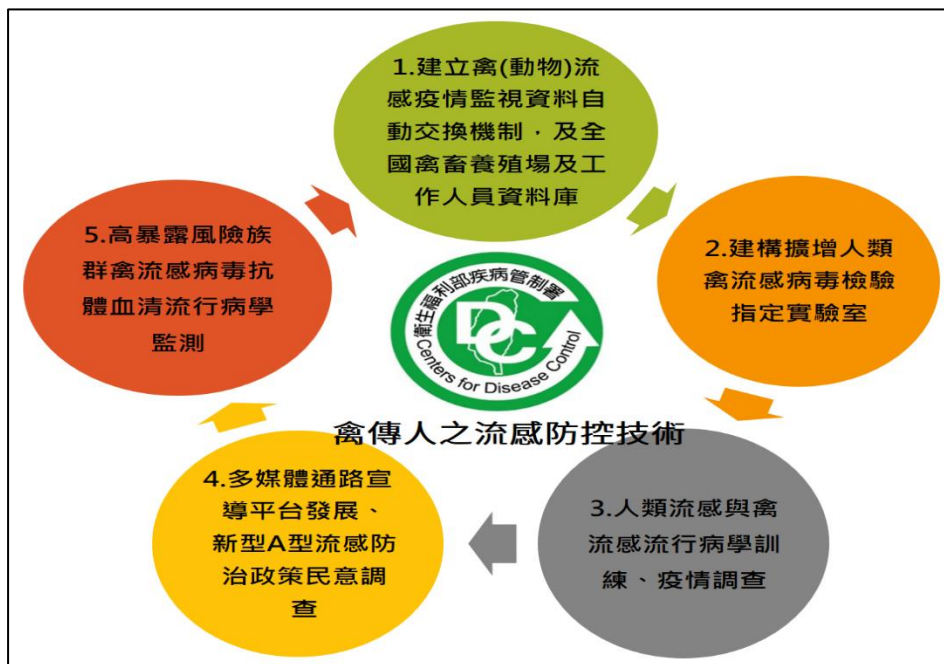 1.建立禽(動物)流
感疫情監視資料自
動交換機制，及全
國禽畜養殖場及工
作人員資料庫
2.建構擴增人類
禽流感病毒檢驗
指定實驗室
3.人類流感與禽
流感流行病學訓
練、疫情調查
4.多媒體通路宣
導平台發展、
新型A型流感防
治政策民意調
查
5.高暴露風險族
群禽流感病毒抗
體血清流行病學
監測
衛生福利部疾病管制署
DC
Centers for Disease Control
禽傳人之流感防控技術